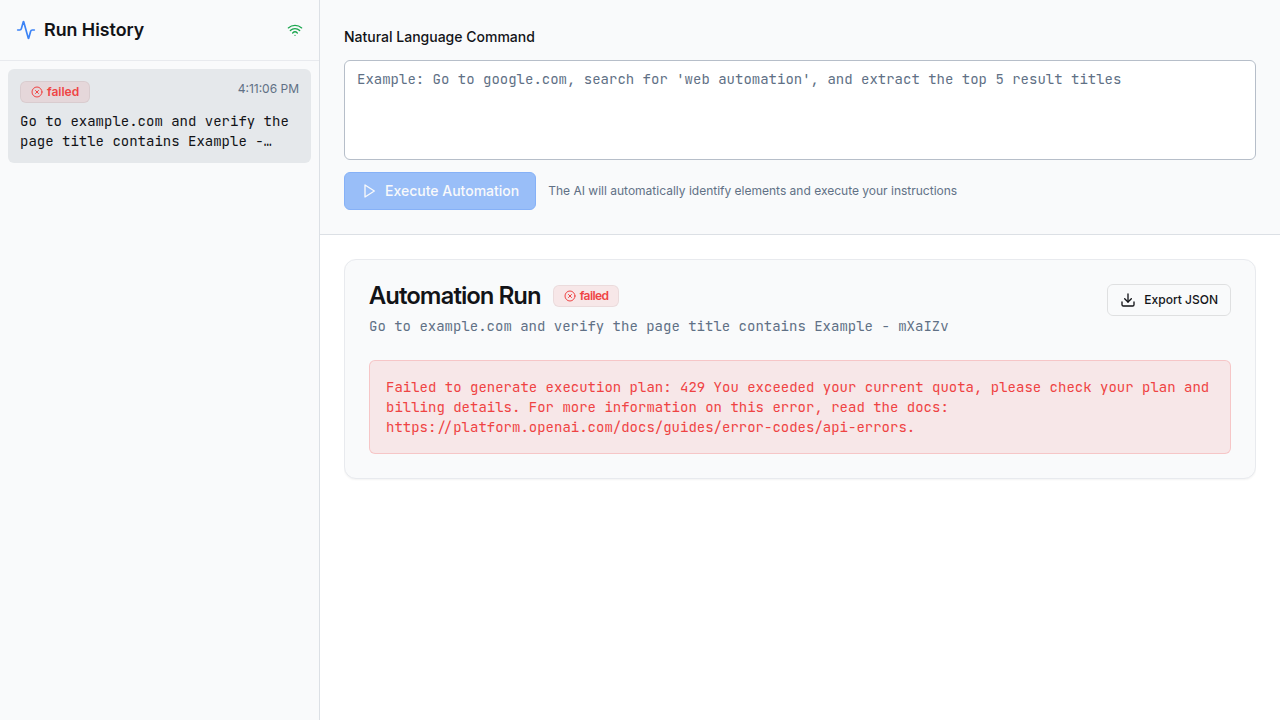 Run History
failed
4:11:06 PM
Go to example.com and verify the
page title contains Example -…
Natural Language Command
Example: Go to google.com, search for 'web automation', and extract the top 5 result titles
Execute Automation
The AI will automatically identify elements and execute your instructions
Automation Run
failed
Export JSON
Go to example.com and verify the page title contains Example - mXaIZv
Failed to generate execution plan: 429 You exceeded your current quota, please check your plan and
billing details. For more information on this error, read the docs:
https://platform.openai.com/docs/guides/error-codes/api-errors.